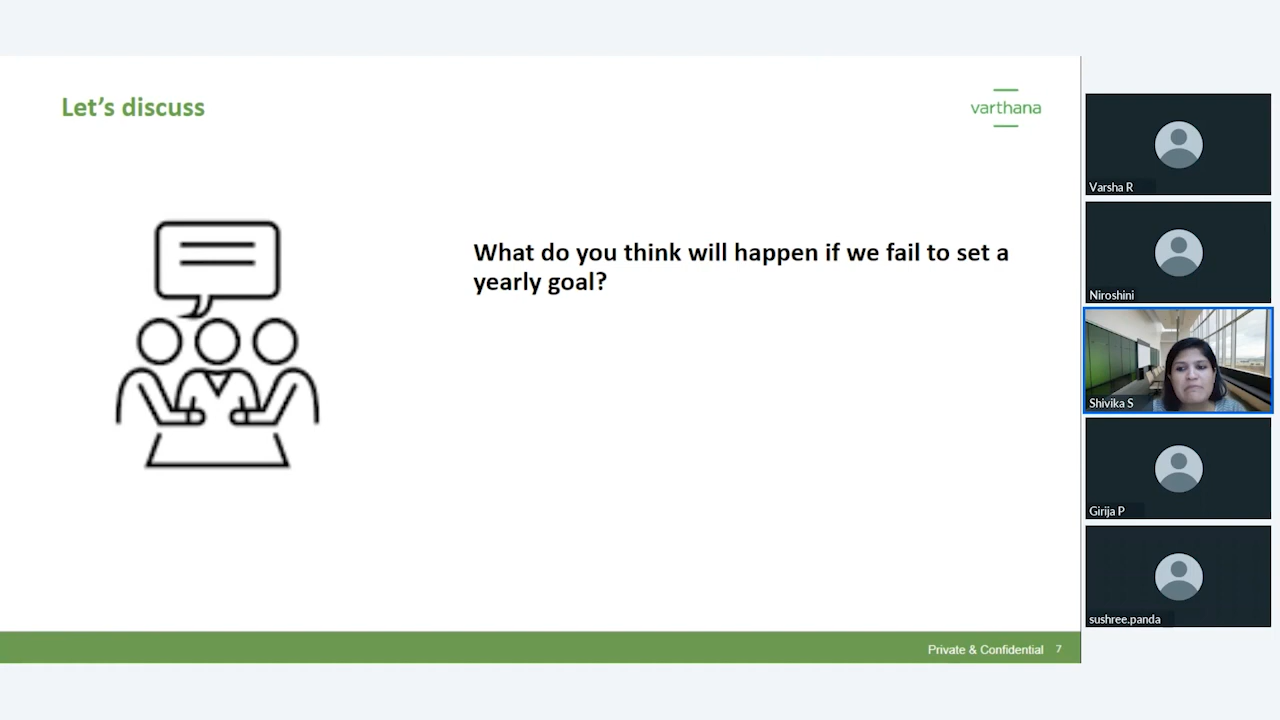 Let's discuss
varthana
What do you think will happen if we fail to set a
yearly goal?
Private & Confidential 7
Varsha R
Niroshini
Shivika S
Girija P
sushree.panda